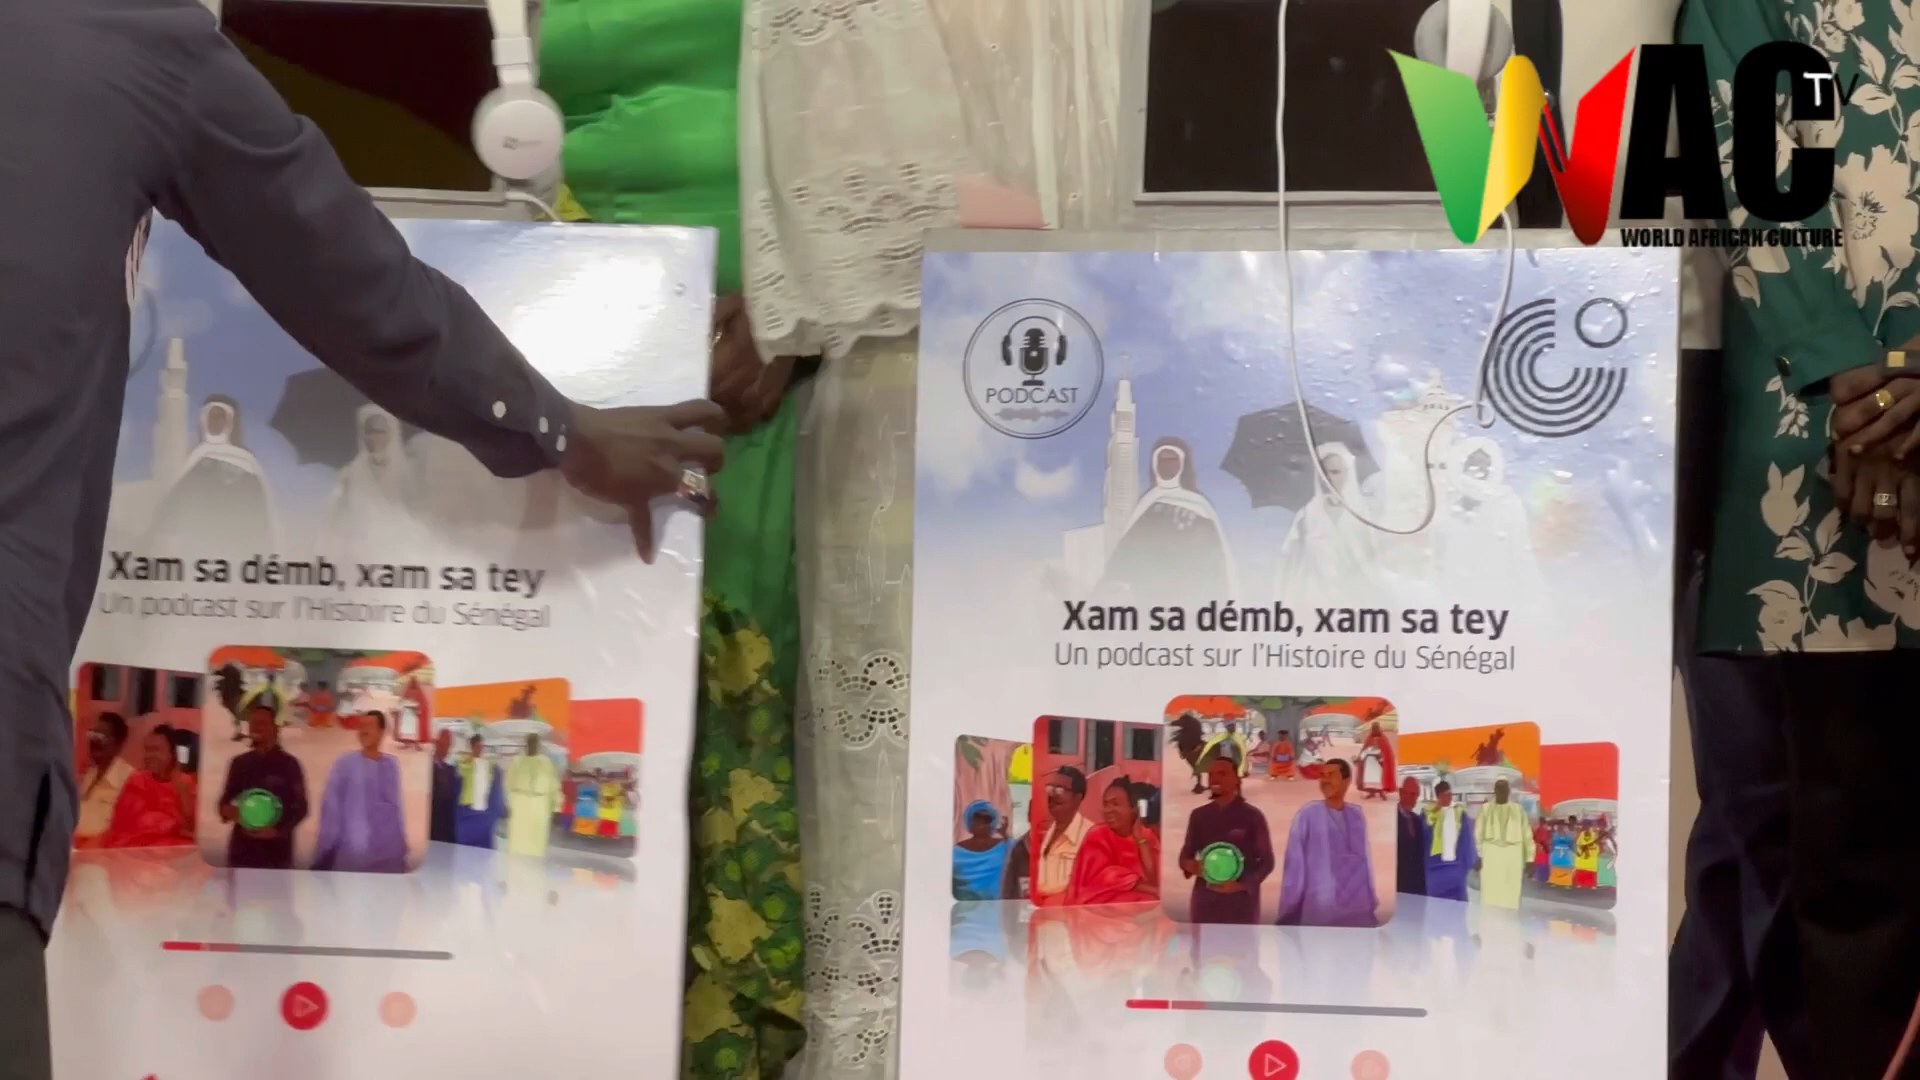 WAC
TV
WORLD AFRICAN CULTURE
Xam sa démb, xam sa tey
Un podcast sur l'Histoire du Sénégal
PODCAST
Xam sa démb, xam sa tey
Un podcast sur l'Histoire du Sénégal